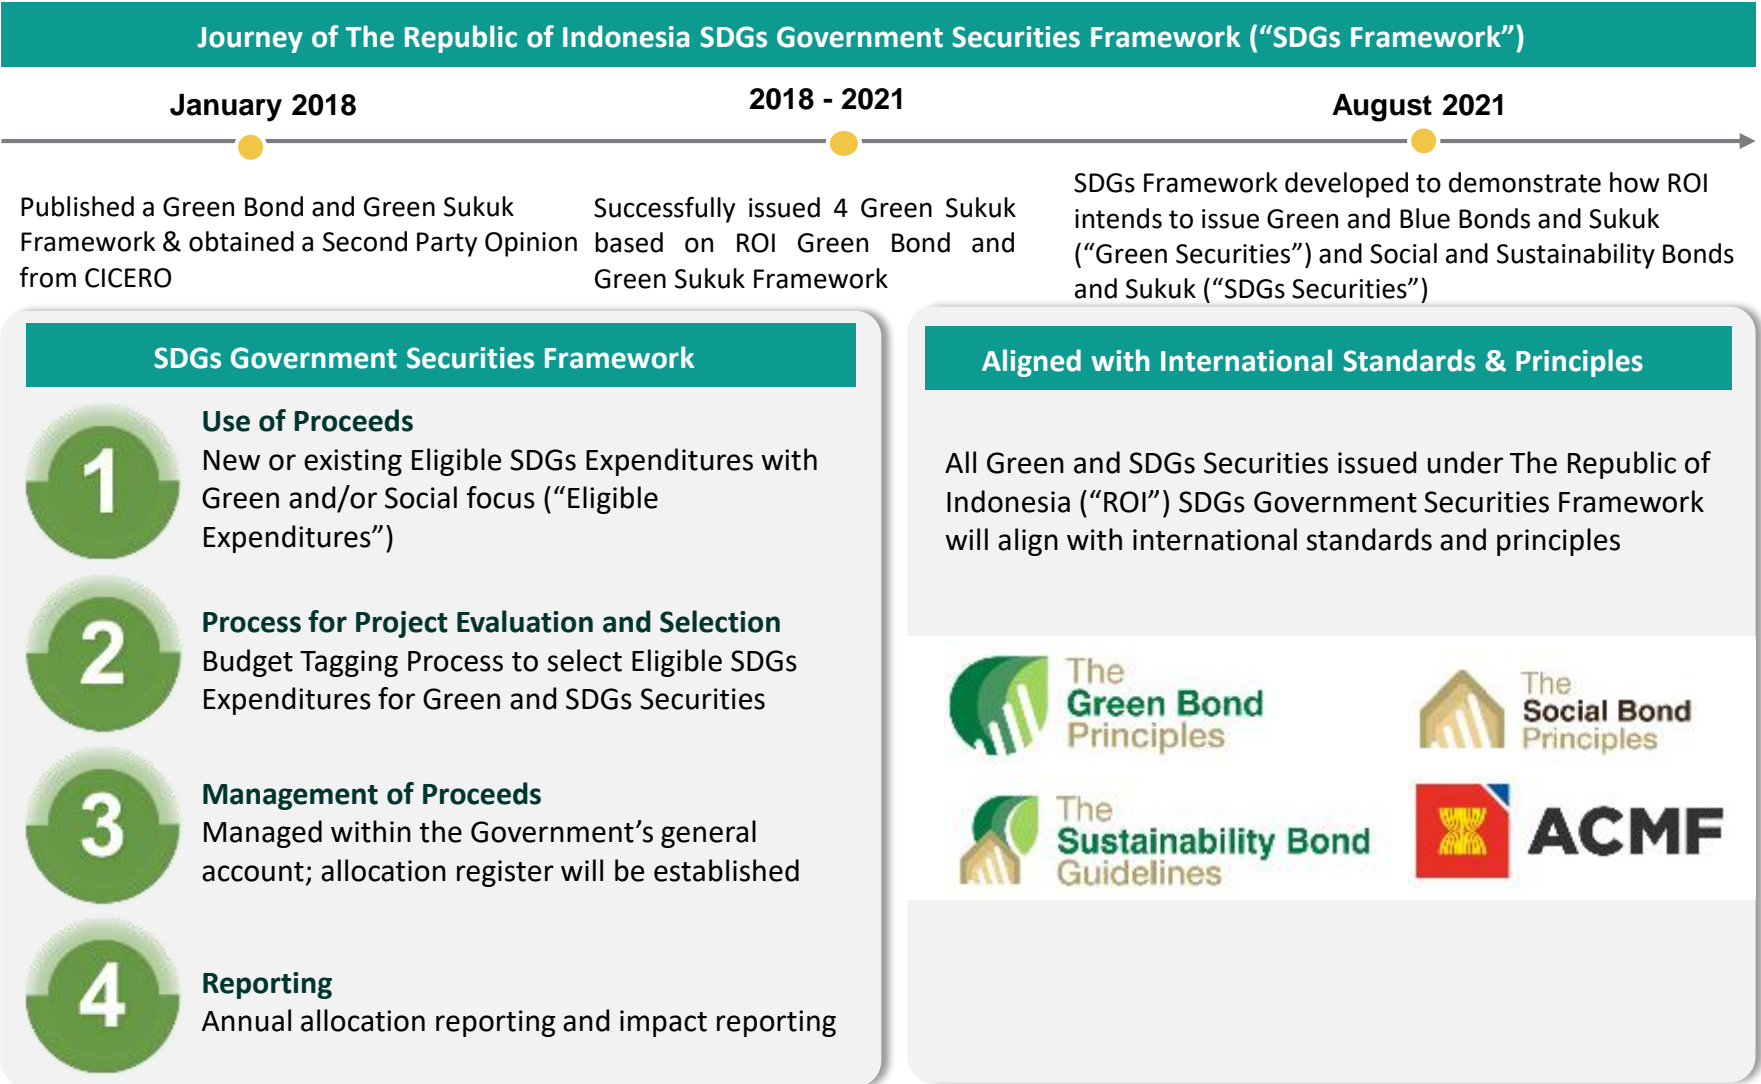 Journey of The Republic of Indonesia SDGs Government Securities Framework (“SDGs Framework”)
January 2018
2018 - 2021
August 2021
Published a Green Bond and Green Sukuk
Framework & obtained a Second Party Opinion
from CICERO
Successfully issued 4 Green Sukuk
based on ROI Green Bond and
Green Sukuk Framework
SDGs Framework developed to demonstrate how ROI
intends to issue Green and Blue Bonds and Sukuk
(“Green Securities”) and Social and Sustainability Bonds
and Sukuk (“SDGs Securities”)
SDGs Government Securities Framework
1
Use of Proceeds
New or existing Eligible SDGs Expenditures with
Green and/or Social focus (“Eligible
Expenditures”)
2
Process for Project Evaluation and Selection
Budget Tagging Process to select Eligible SDGs
Expenditures for Green and SDGs Securities
3
Management of Proceeds
Managed within the Government’s general
account; allocation register will be established
4
Reporting
Annual allocation reporting and impact reporting
Aligned with International Standards & Principles
All Green and SDGs Securities issued under The Republic of
Indonesia (“ROI”) SDGs Government Securities Framework
will align with international standards and principles
The
Green Bond
Principles
The
Social Bond
Principles
The
Sustainability Bond
Guidelines
ACMF